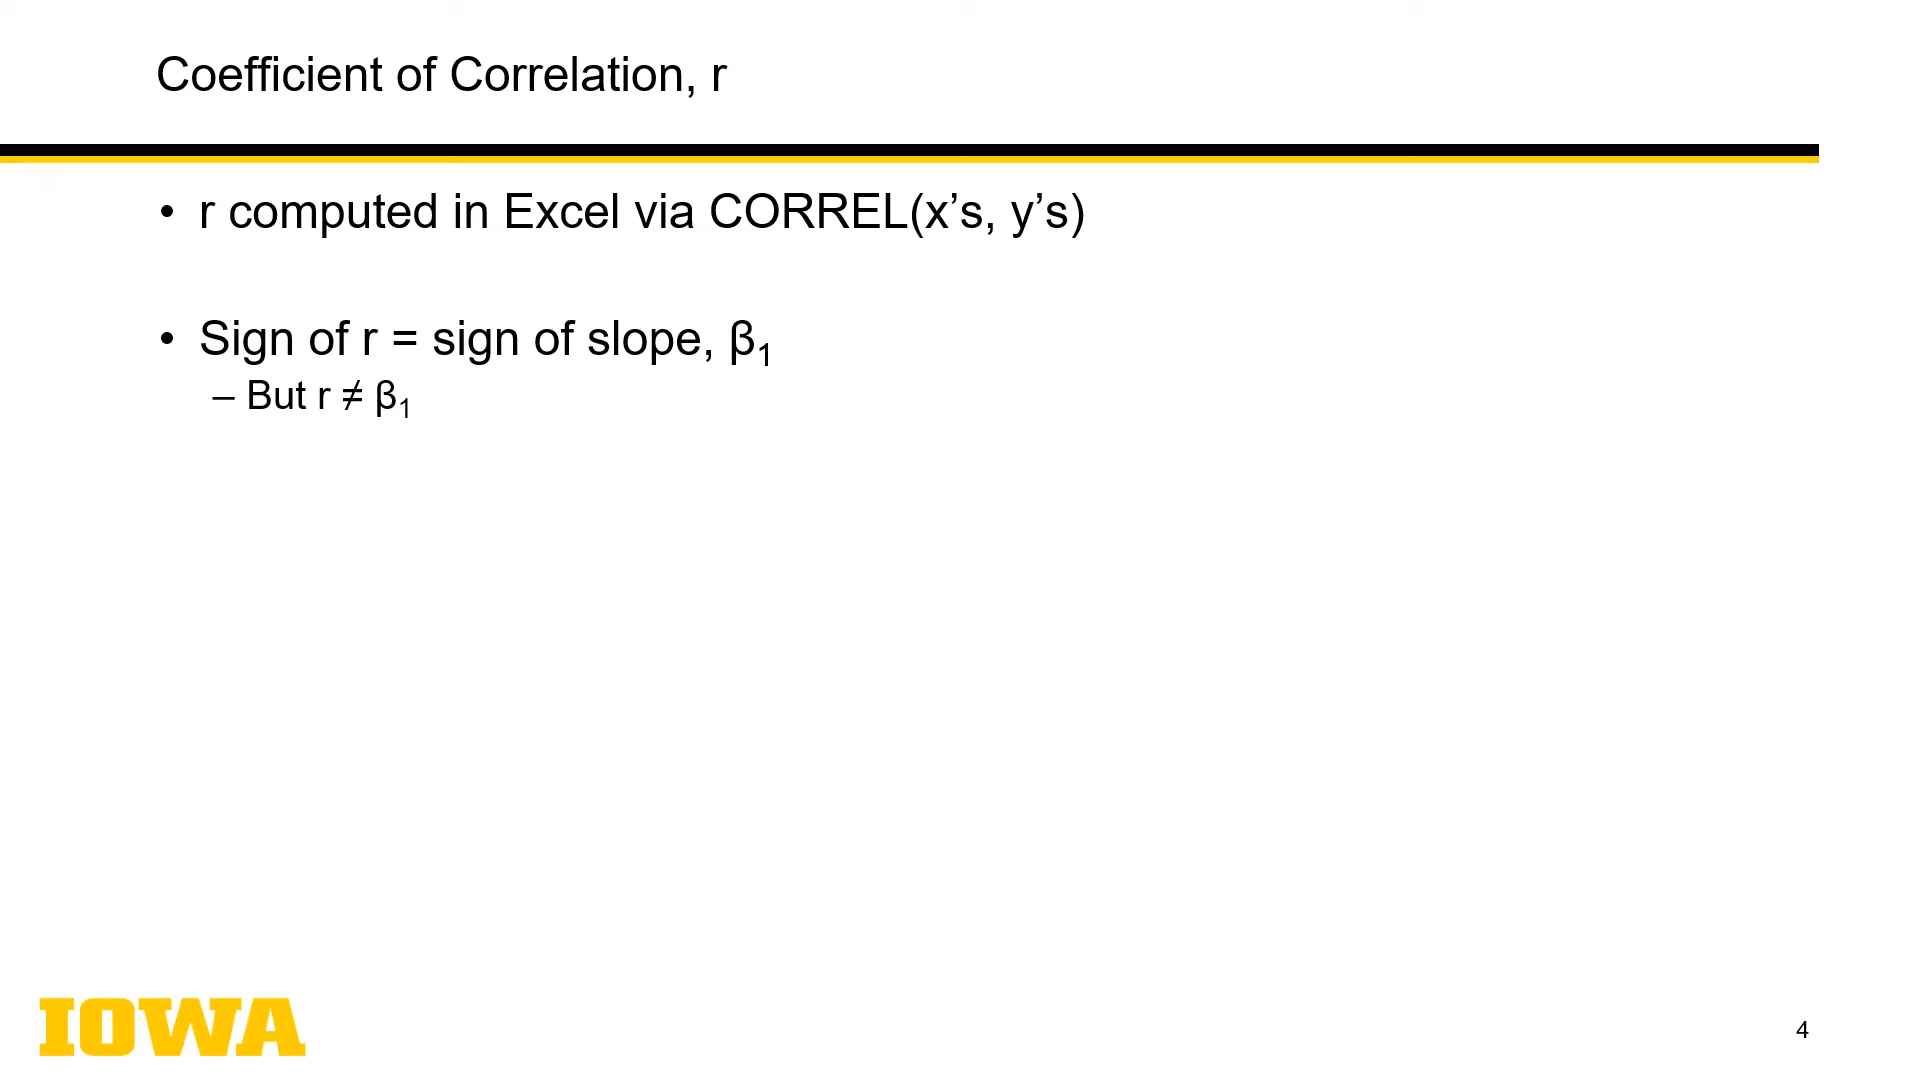 Coefficient of Correlation, r
• r computed in Excel via CORREL(x’s, y’s)
• Sign of r = sign of slope, β₁
– But r ≠ β₁
IOWA
4